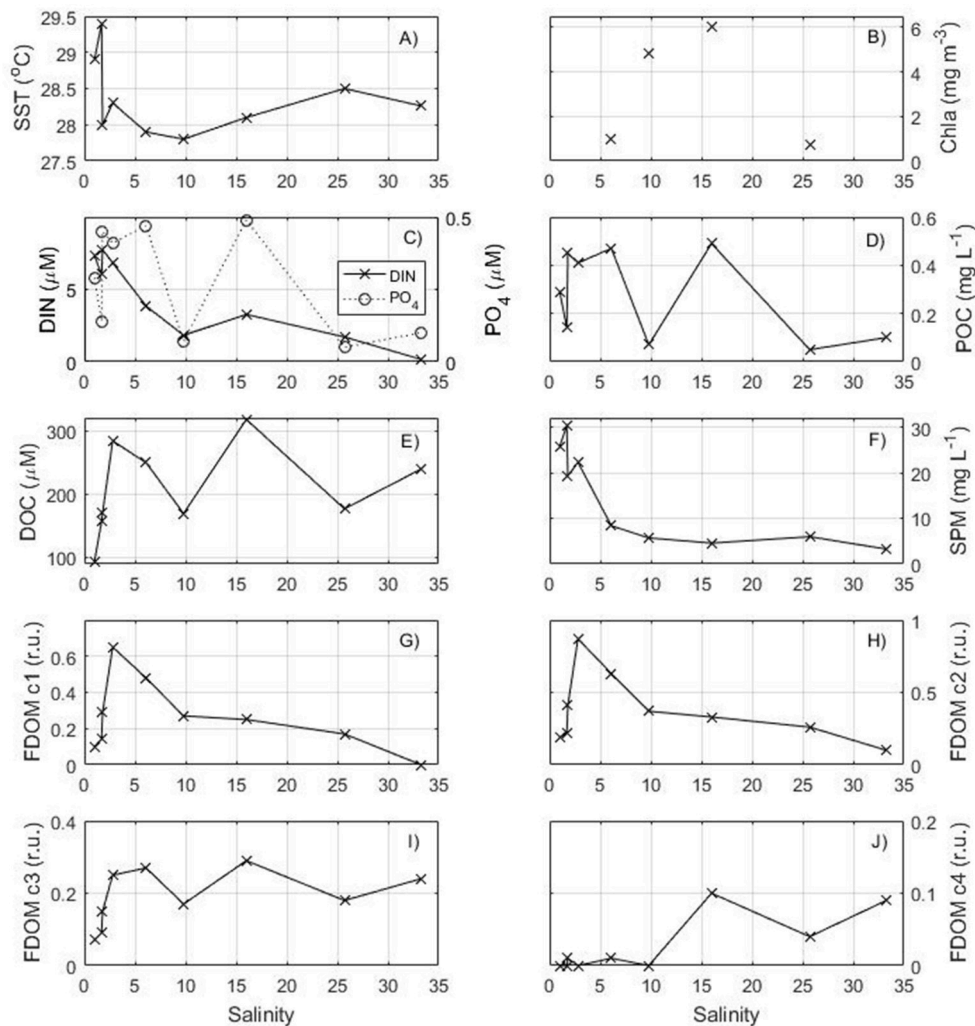 29.5
29
28.5
28
27.5
SST (°C)
A)
0 5 10 15 20 25 30 35
B)
6
4
2
0
Chla (mg m⁻³)
0 5 10 15 20 25 30 35
5
0
DIN (μM)
C)
DIN
PO₄
0.5
0
PO₄ (μM)
0 5 10 15 20 25 30 35
D)
0.6
0.4
0.2
0
POC (mg L⁻¹)
0 5 10 15 20 25 30 35
300
200
100
DOC (μM)
E)
0 5 10 15 20 25 30 35
F)
30
20
10
0
SPM (mg L⁻¹)
0 5 10 15 20 25 30 35
0.6
0.4
0.2
0
FDOM c1 (r.u.)
G)
0 5 10 15 20 25 30 35
H)
1
0.5
0
FDOM c2 (r.u.)
0 5 10 15 20 25 30 35
0.4
0.2
0
FDOM c3 (r.u.)
I)
0 5 10 15 20 25 30 35
Salinity
J)
0.2
0.1
0
FDOM c4 (r.u.)
0 5 10 15 20 25 30 35
Salinity